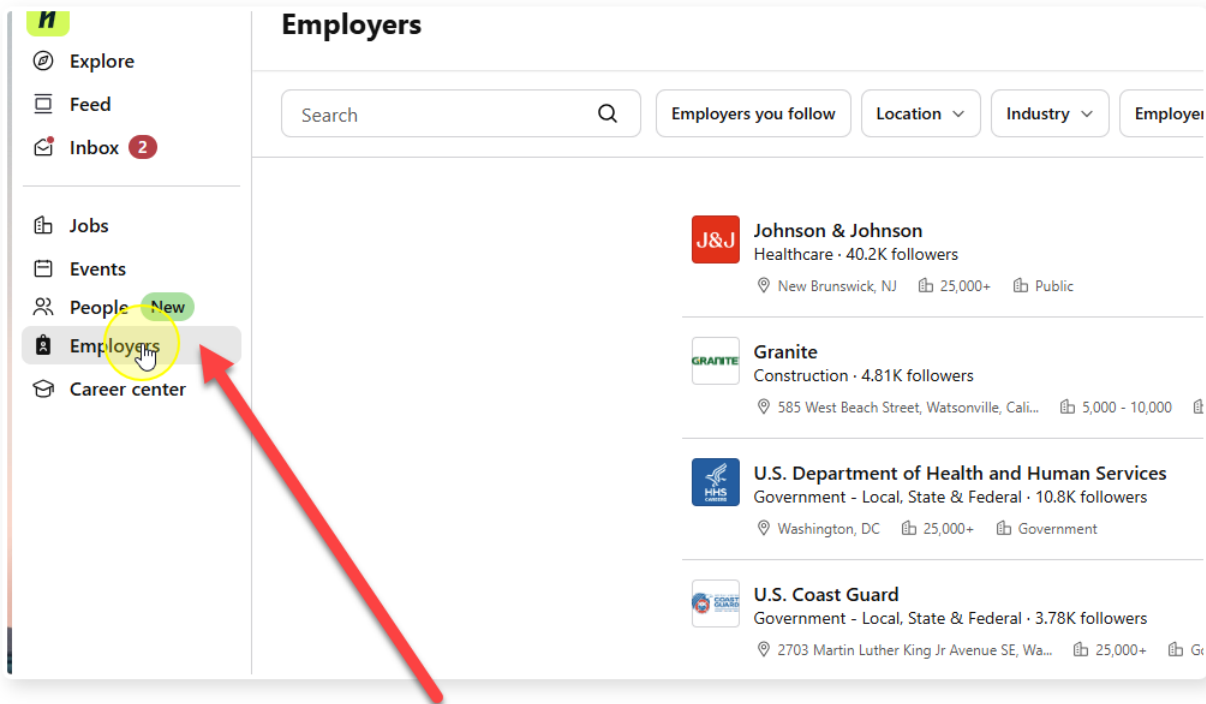 Employers
Explore
Feed
Inbox 2
Jobs
Events
People New
Employers
Career center
Search
Employers you follow
Location
Industry
J&J
Johnson & Johnson
Healthcare · 40.2K followers
New Brunswick, NJ 25,000+ Public
GRANITE
Granite
Construction · 4.81K followers
585 West Beach Street, Watsonville, Cali... 5,000 - 10,000
HHS
CAREERS
U.S. Department of Health and Human Services
Government - Local, State & Federal · 10.8K followers
Washington, DC 25,000+ Government
COAST
GUARD
U.S. Coast Guard
Government - Local, State & Federal · 3.78K followers
2703 Martin Luther King Jr Avenue SE, Wa... 25,000+